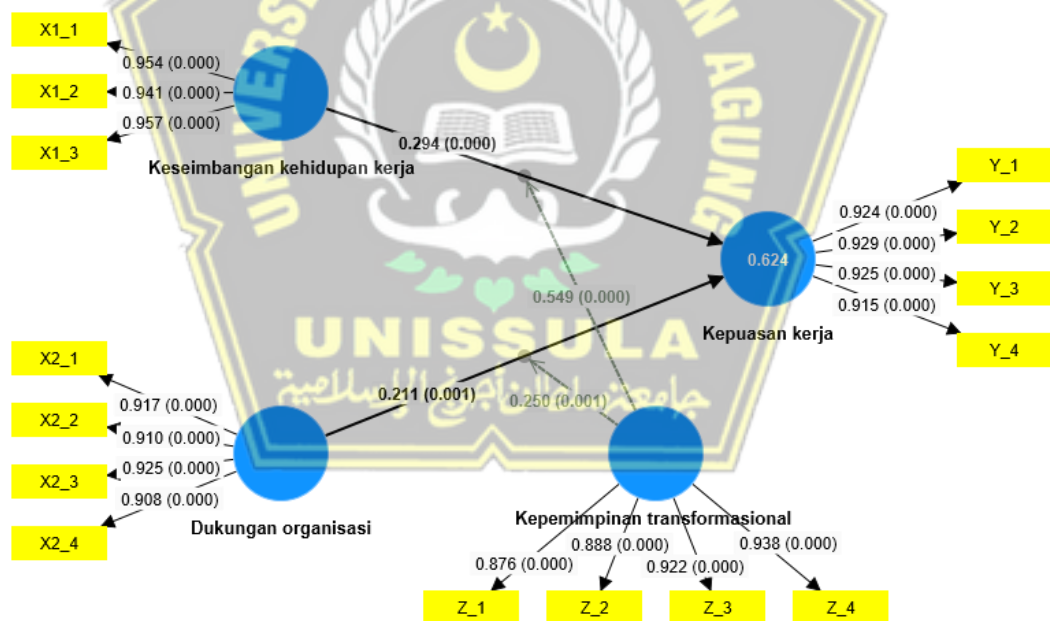 X1_1
0.954 (0.000)
X1_2
0.941 (0.000)
0.957 (0.000)
X1_3
Keseimbangan kehidupan kerja
0.294 (0.000)
UNIVERS
AN AGUNG
Y_1
0.924 (0.000)
Y_2
0.929 (0.000)
0.624
0.925 (0.000)
Y_3
0.915 (0.000)
Kepuasan kerja
Y_4
0.549 (0.000)
UNISSULA
X2_1
0.917 (0.000)
X2_2
0.910 (0.000)
0.925 (0.000)
X2_3
0.908 (0.000)
X2_4
Dukungan organisasi
0.211 (0.001)
0.250 (0.001)
Kepemimpinan transformasional
0.876 (0.000)
0.888 (0.000)
0.922 (0.000)
0.938 (0.000)
Z_1
Z_2
Z_3
Z_4